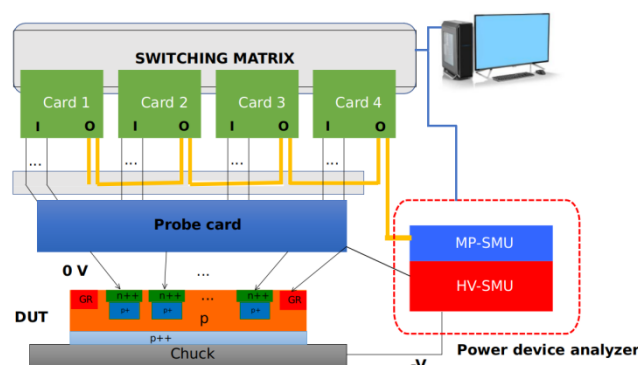 SWITCHING MATRIX
Card 1
Card 2
Card 3
Card 4
I
O
I
O
I
O
I
O
...
...
...
...
Probe card
MP-SMU
HV-SMU
0 V
...
GR
n++
n++
...
n++
GR
p+
p+
p+
DUT
p
p++
Chuck
Power device analyzer
-V